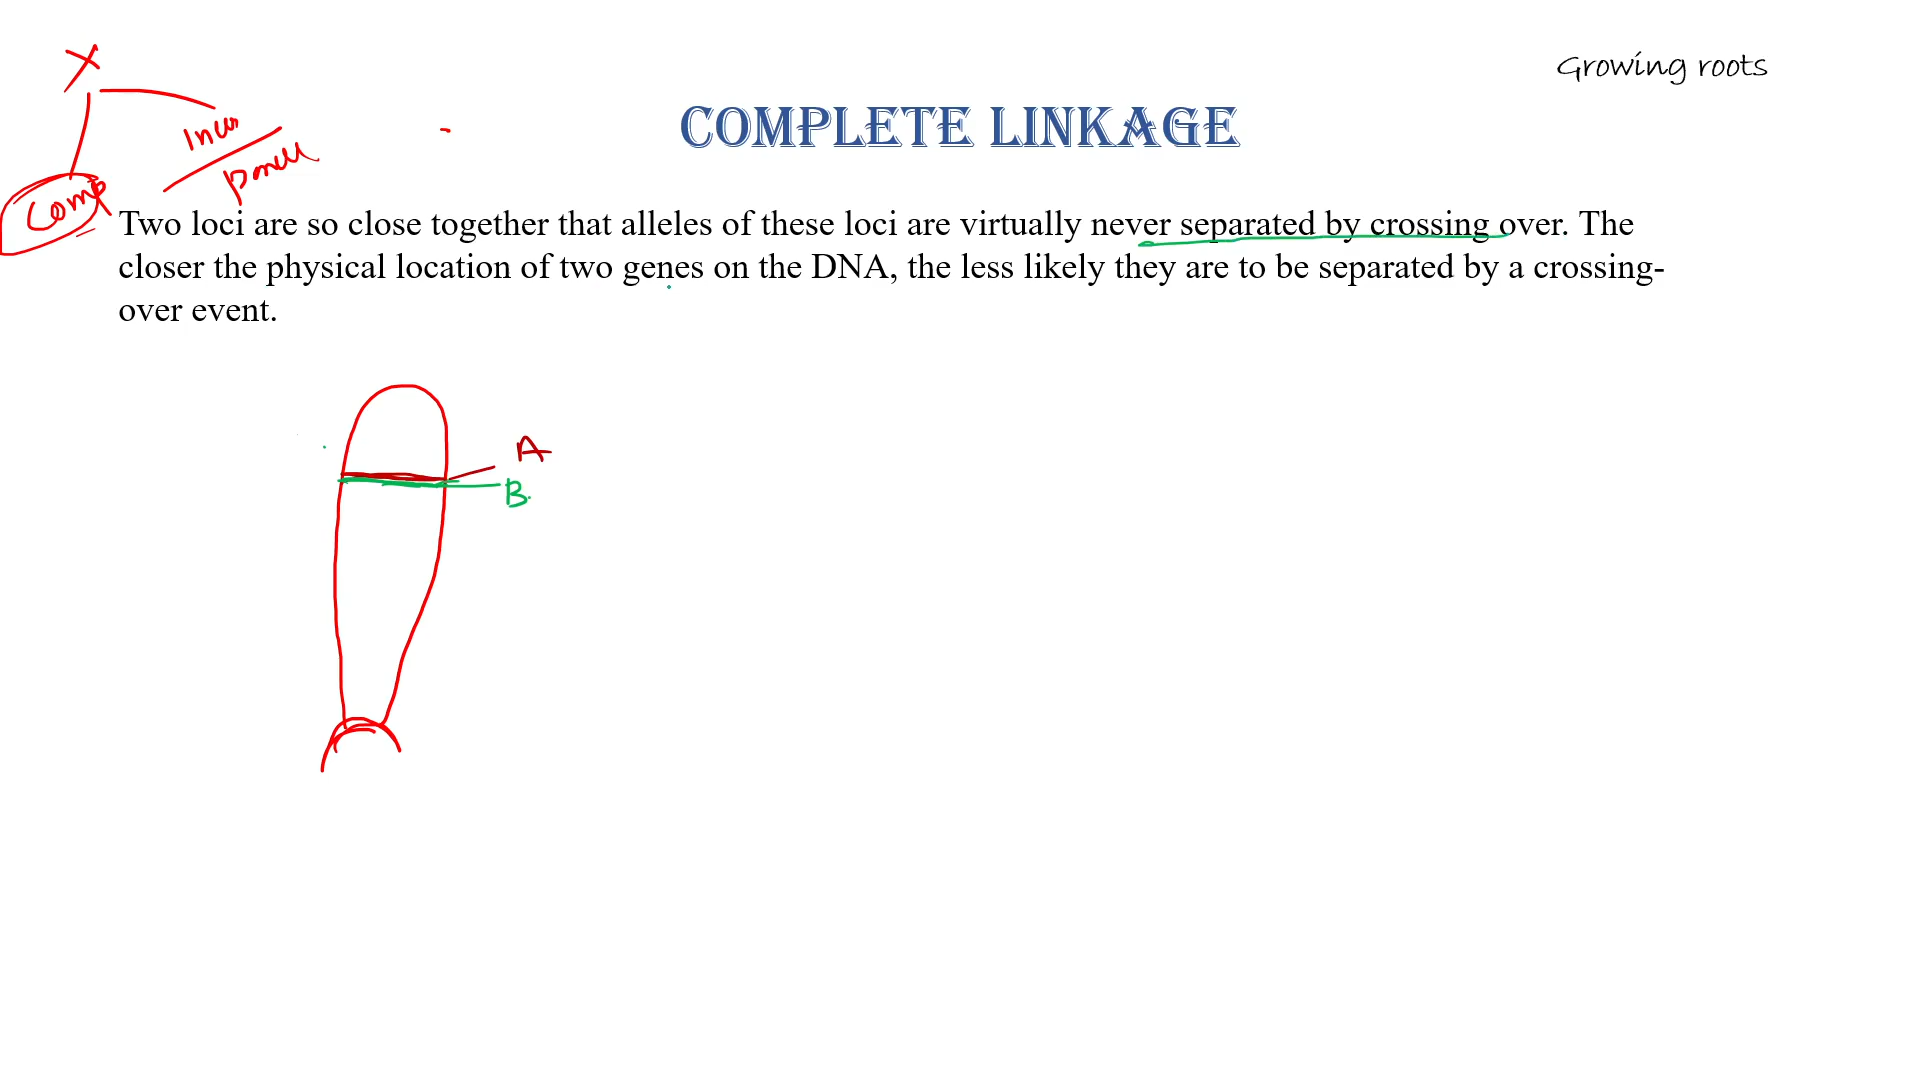 Growing roots
COMPLETE LINKAGE
Comp
Two loci are so close together that alleles of these loci are virtually never separated by crossing over. The
closer the physical location of two genes on the DNA, the less likely they are to be separated by a crossing-
over event.
A
B